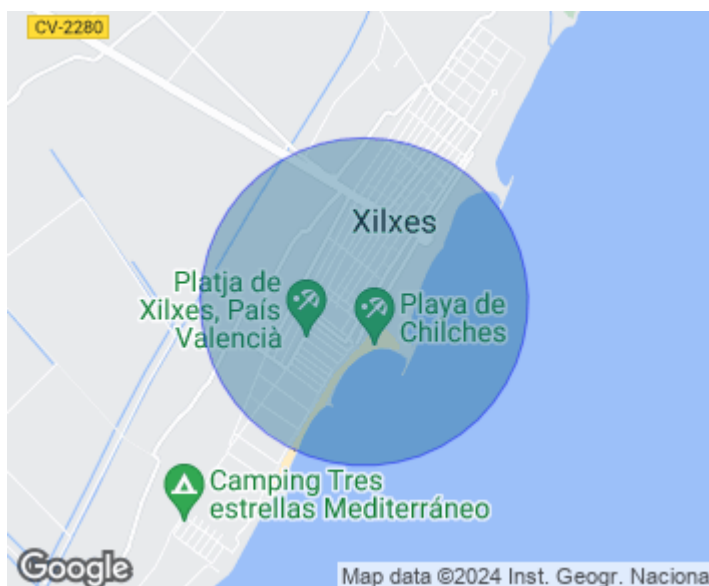 CV-2280
Xilxes
Platja de
Xilxes, País
Valencià
Playa de
Chilches
Camping Tres
estrellas Mediterráneo
Google
Map data ©2024 Inst. Geogr. Naciona